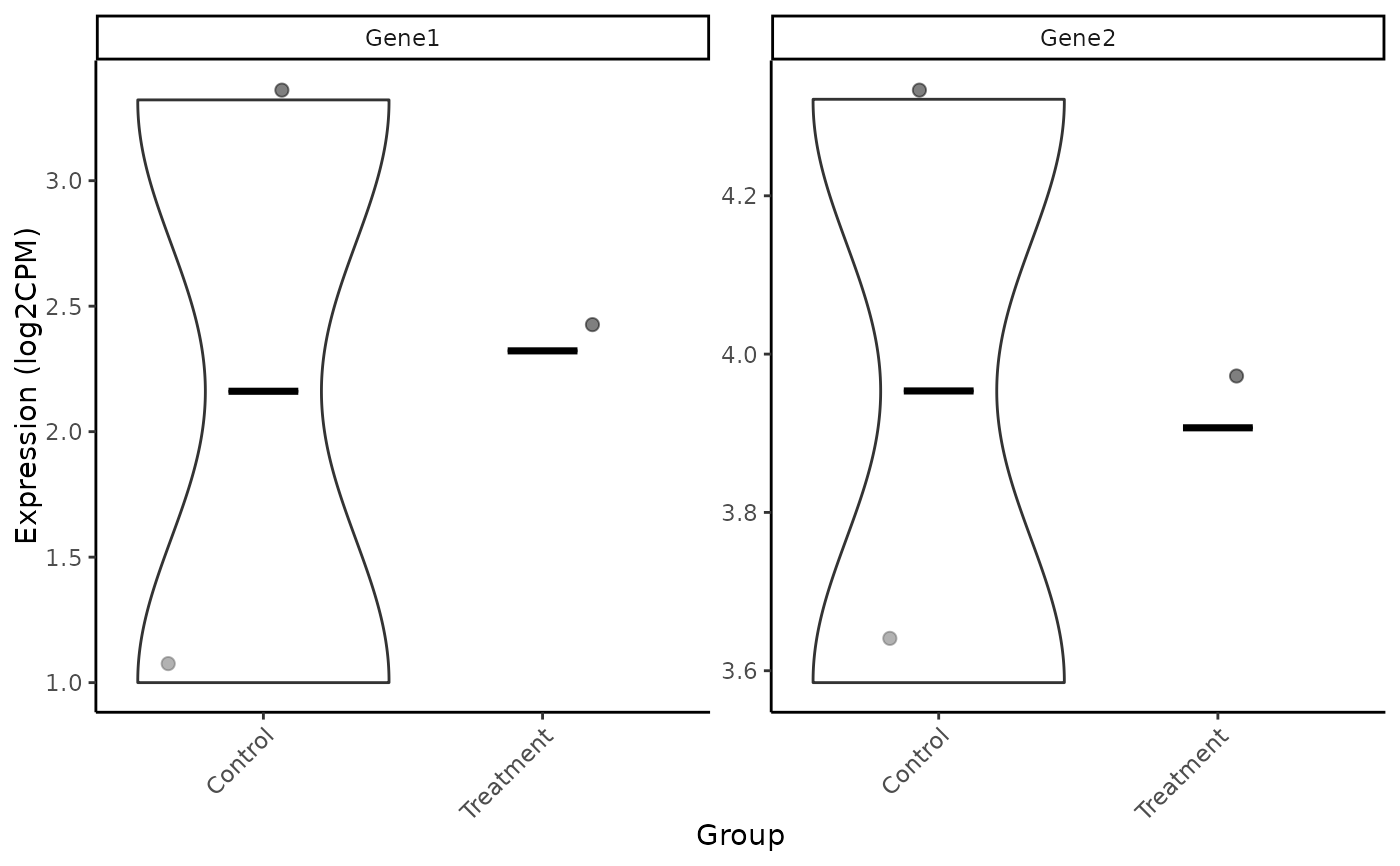 Gene1
Gene2
Expression (log2CPM)
3.0
2.5
2.0
1.5
1.0
4.2
4.0
3.8
3.6
Control
Treatment
Control
Treatment
Group